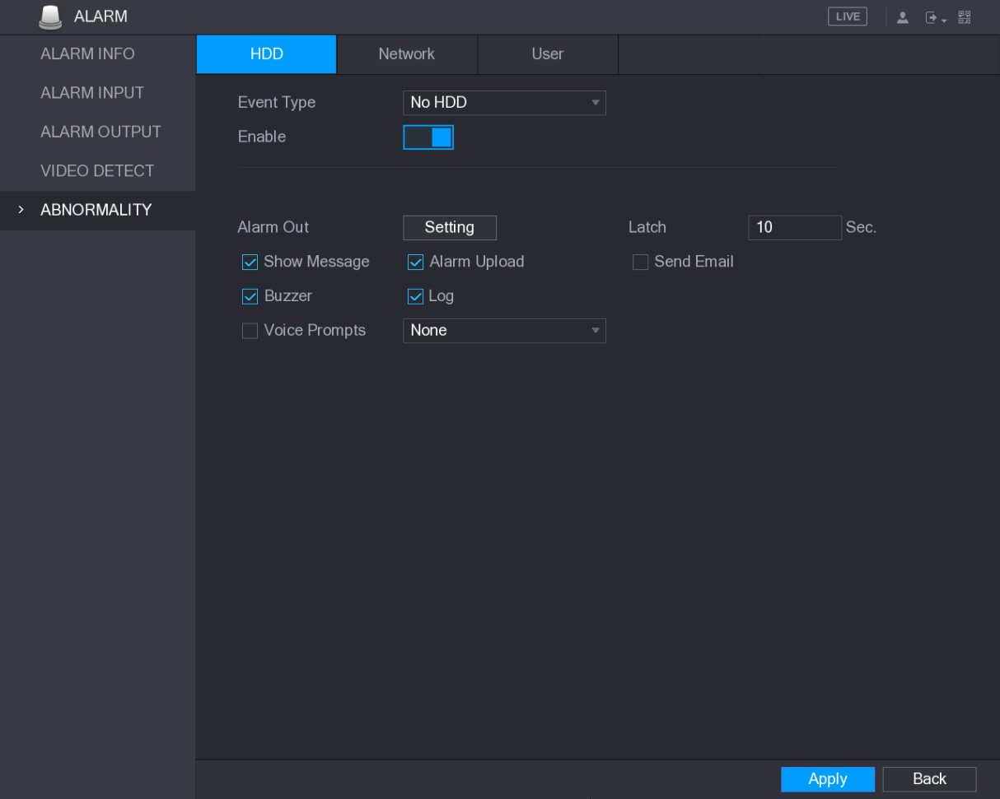 ALARM
LIVE
ALARM INFO
ALARM INPUT
ALARM OUTPUT
VIDEO DETECT
> ABNORMALITY
HDD Network User
Event Type No HDD
Enable
Alarm Out Setting Latch 10 Sec.
Show Message Alarm Upload Send Email
Buzzer Log
Voice Prompts None
Apply Back